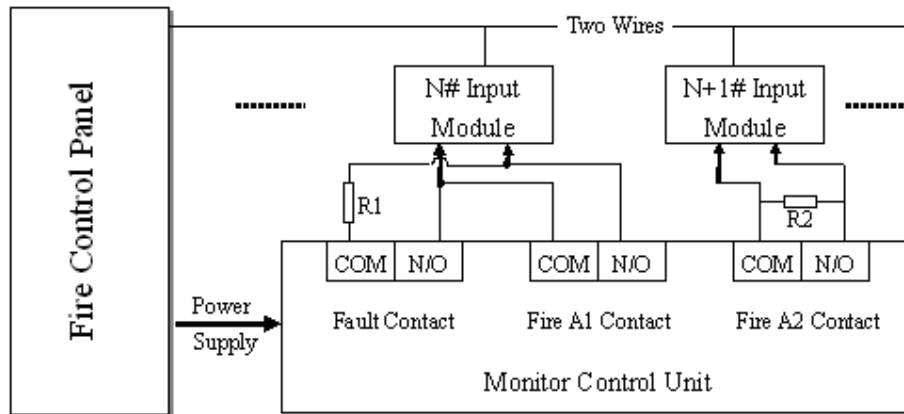 Fire Control Panel
Two Wires
N# Input
Module
N+1# Input
Module
R1
R2
COM N/O
COM N/O
COM N/O
Power
Supply
Fault Contact
Fire A1 Contact
Fire A2 Contact
Monitor Control Unit